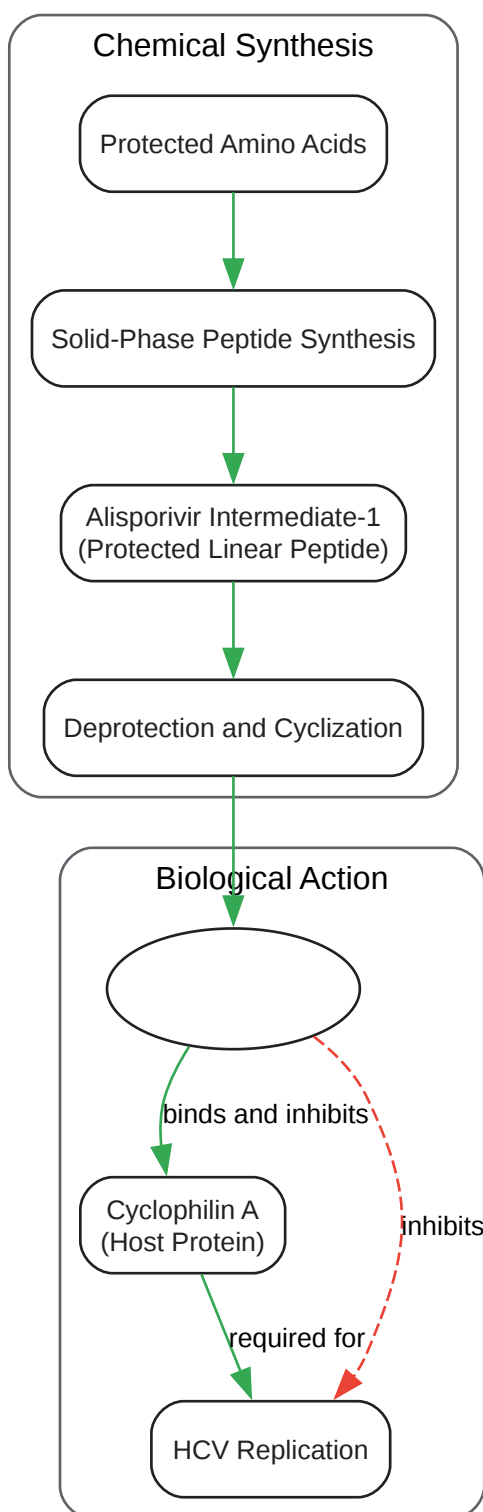 Chemical Synthesis
Protected Amino Acids
Solid-Phase Peptide Synthesis
Alisporivir Intermediate-1
(Protected Linear Peptide)
Deprotection and Cyclization
Biological Action
binds and inhibits
Cyclophilin A
(Host Protein)
inhibits
required for
HCV Replication